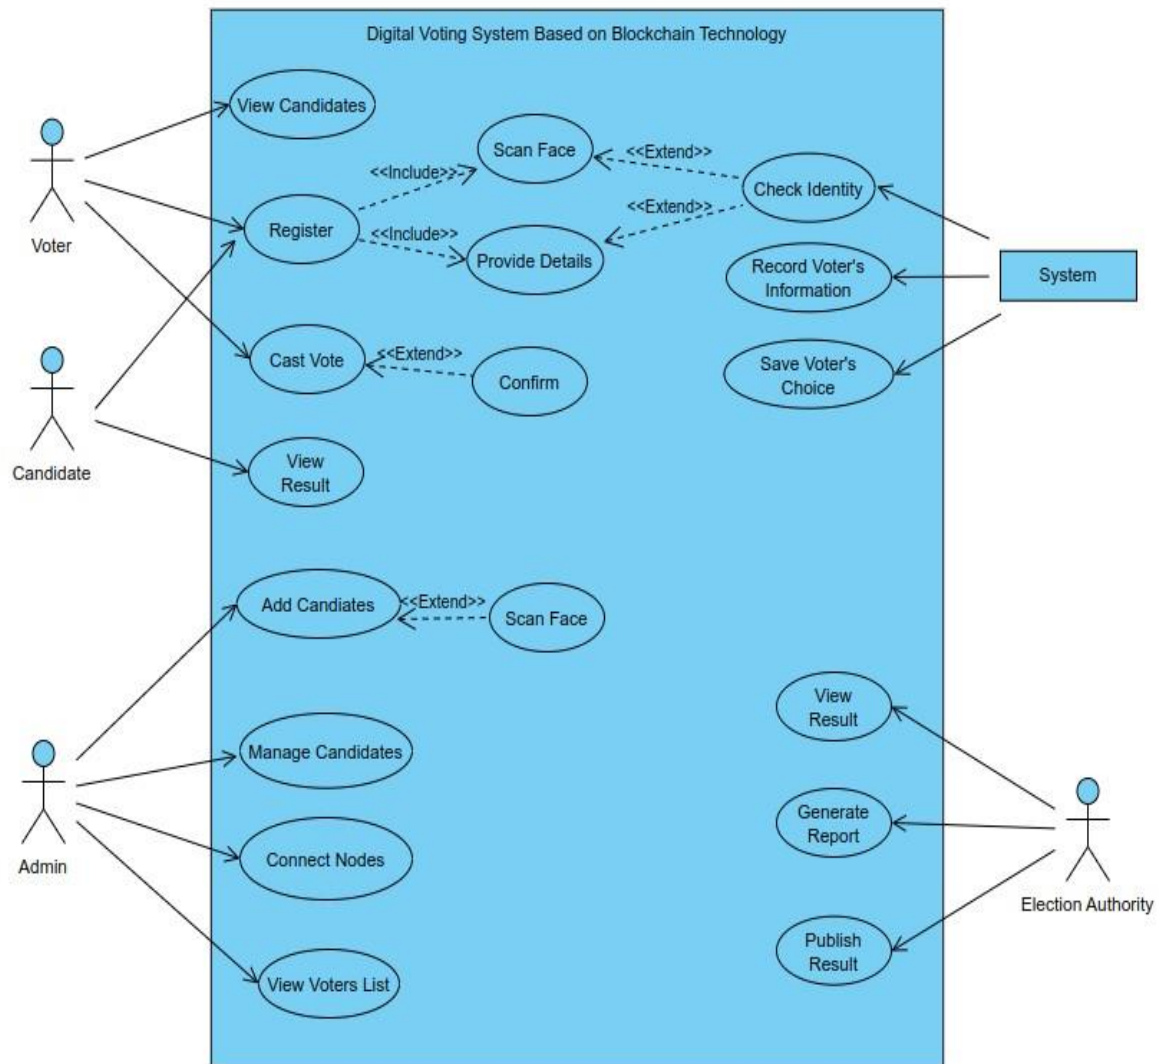 Digital Voting System Based on Blockchain Technology
View Candidates
Scan Face
<<Extend>>
<<Include>>
Check Identity
<<Extend>>
Register
<<Include>>
Voter
Provide Details
Record Voter's
Information
System
<<Extend>>
Cast Vote
Confirm
Save Voter's
Choice
Candidate
View
Result
Add Candiates
<<Extend>>
Scan Face
View
Result
Manage Candidates
Generate
Report
Connect Nodes
Admin
Election Authority
Publish
Result
View Voters List